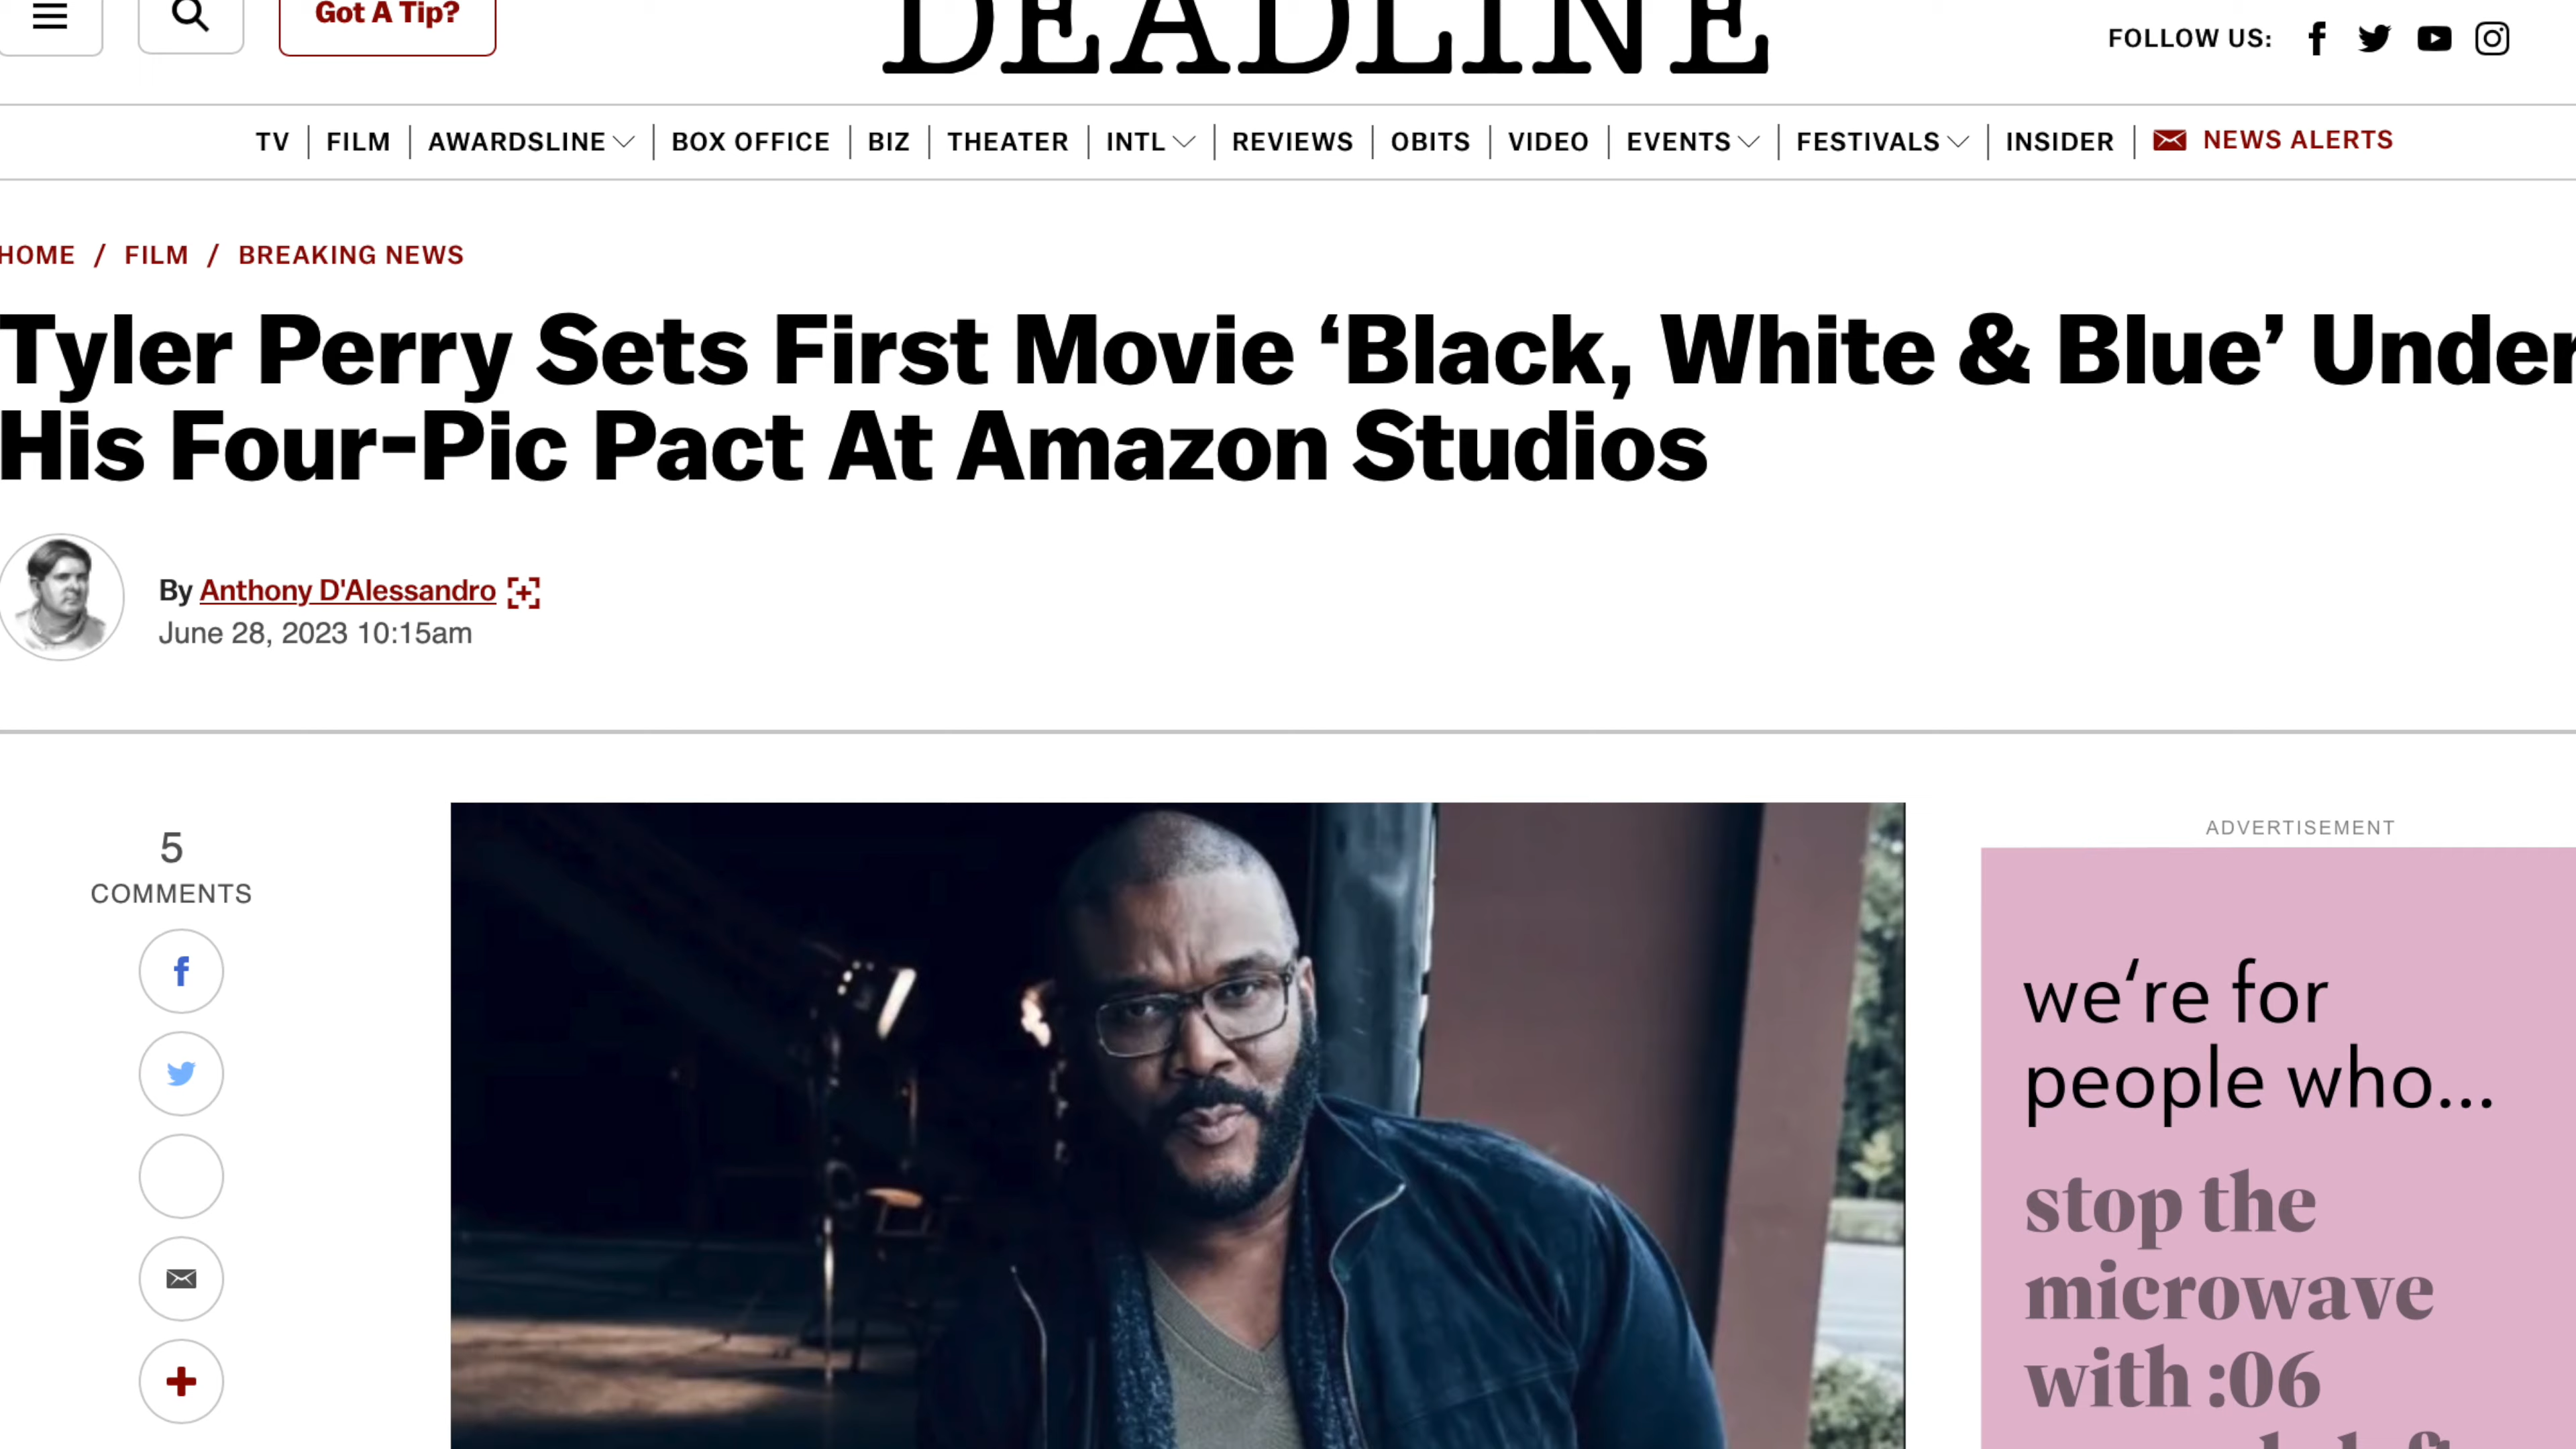 Got A Tip?
DEADLINE
FOLLOW US:
TV FILM AWARDSLINE BOX OFFICE BIZ THEATER INTL REVIEWS OBITS VIDEO EVENTS FESTIVALS INSIDER NEWS ALERTS
HOME / FILM / BREAKING NEWS
Tyler Perry Sets First Movie ‘Black, White & Blue’ Under
His Four-Pic Pact At Amazon Studios
By Anthony D'Alessandro
June 28, 2023 10:15am
5
COMMENTS
ADVERTISEMENT
we‘re for
people who...
stop the
microwave
with :06